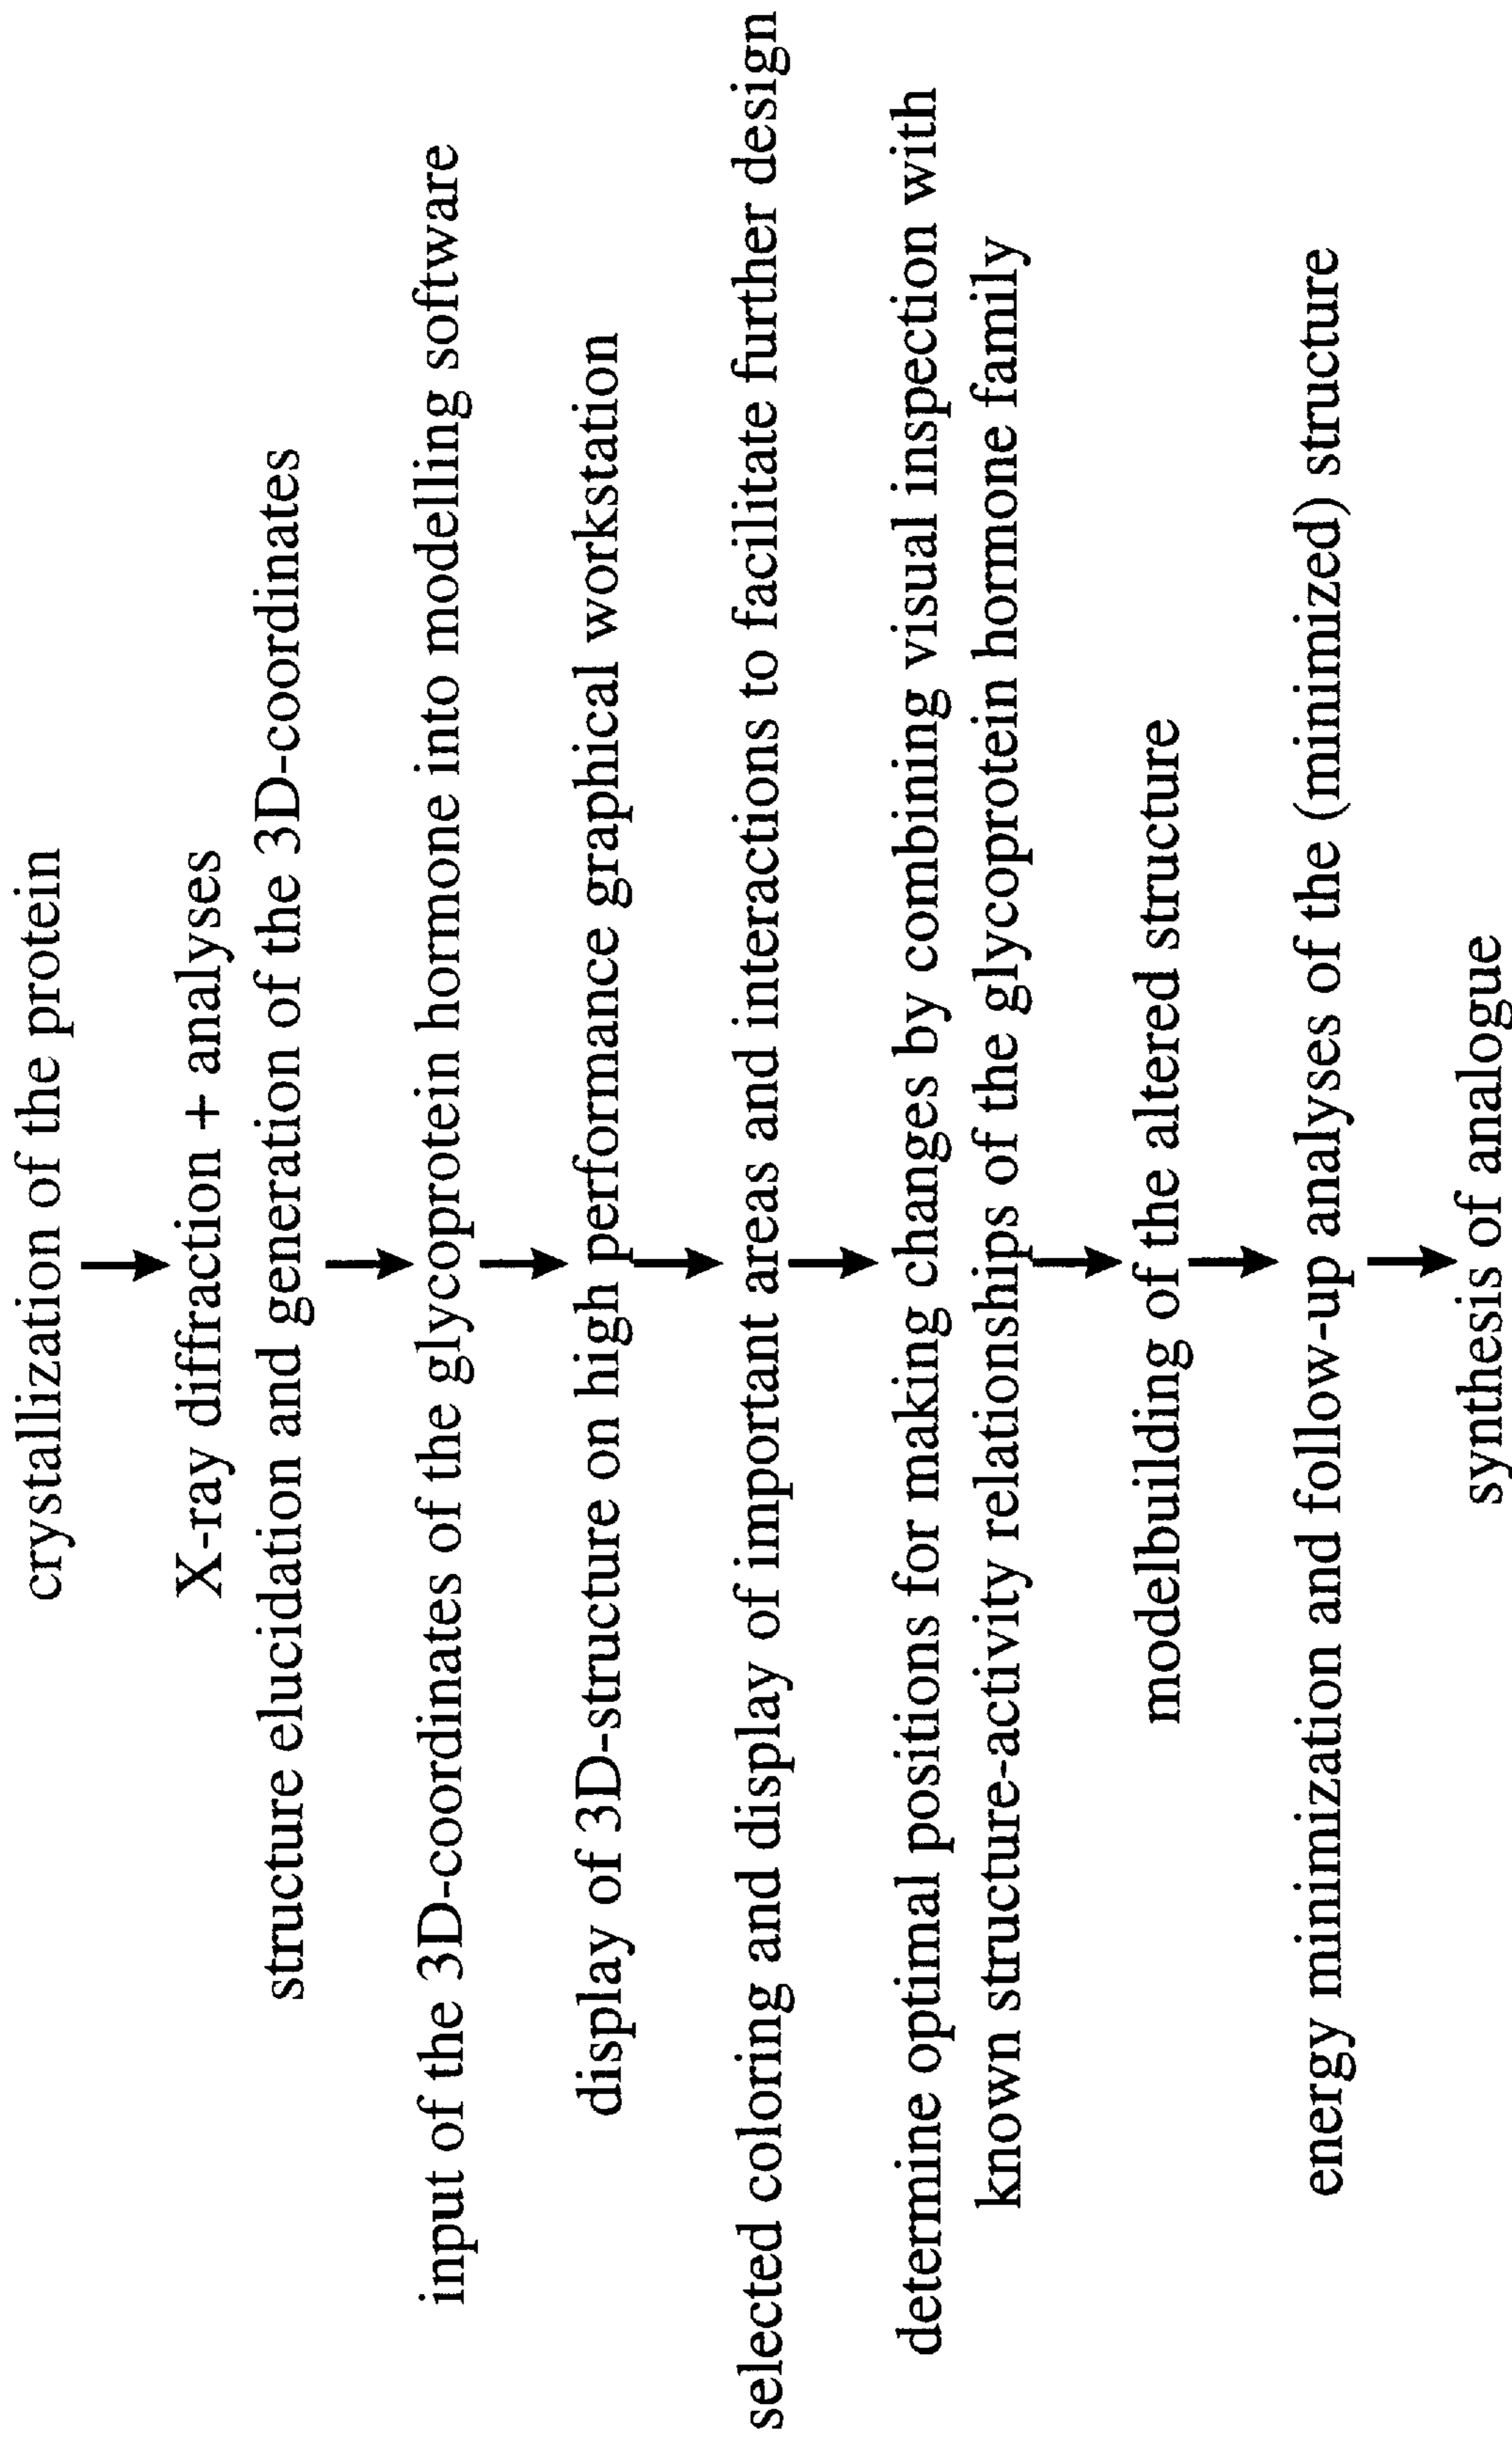 crystallization of the protein
X-ray diffraction + analyses
structure elucidation and generation of the 3D-coordinates
input of the 3D-coordinates of the glycoprotein hormone into modelling software
display of 3D-structure on high performance graphical workstation
selected coloring and display of important areas and interactions to facilitate further design
determine optimal positions for making changes by combining visual inspection with
known structure-activity relationships of the glycoprotein hormone family
modelbuilding of the altered structure
energy minimization and follow-up analyses of the (minimized) structure
synthesis of analogue